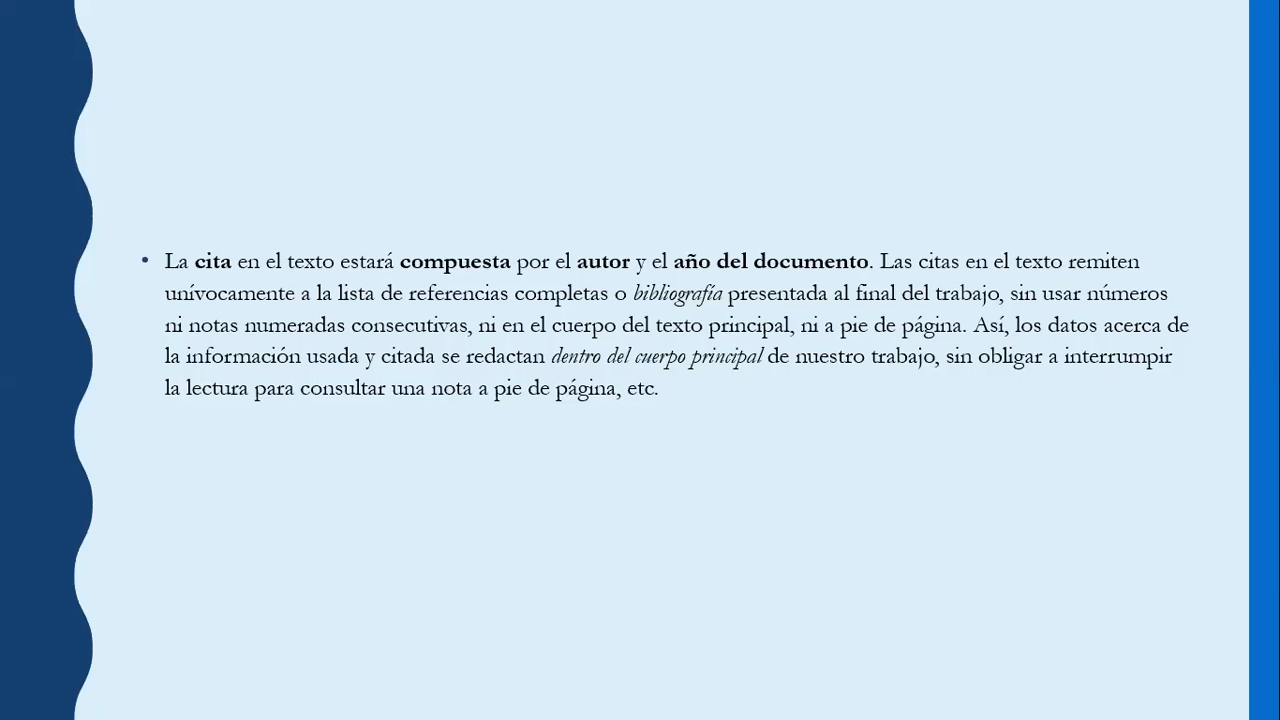 • La cita en el texto estará compuesta por el autor y el año del documento. Las citas en el texto remiten
unívocamente a la lista de referencias completas o bibliografía presentada al final del trabajo, sin usar números
ni notas numeradas consecutivas, ni en el cuerpo del texto principal, ni a pie de página. Así, los datos acerca de
la información usada y citada se redactan dentro del cuerpo principal de nuestro trabajo, sin obligar a interrumpir
la lectura para consultar una nota a pie de página, etc.